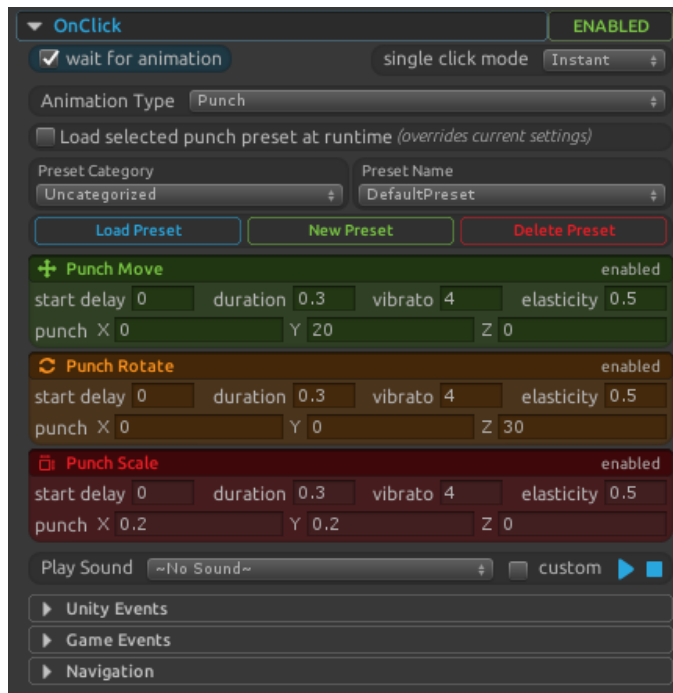 OnClick ENABLED
wait for animation single click mode Instant
Animation Type Punch
Load selected punch preset at runtime (overrides current settings)
Preset Category Preset Name
Uncategorized DefaultPreset
Load Preset New Preset Delete Preset
Punch Move enabled
start delay 0 duration 0.3 vibrato 4 elasticity 0.5
punch X 0 Y 20 Z 0
Punch Rotate enabled
start delay 0 duration 0.3 vibrato 4 elasticity 0.5
punch X 0 Y 0 Z 30
Punch Scale enabled
start delay 0 duration 0.3 vibrato 4 elasticity 0.5
punch X 0.2 Y 0.2 Z 0
Play Sound ~No Sound~ custom
Unity Events
Game Events
Navigation